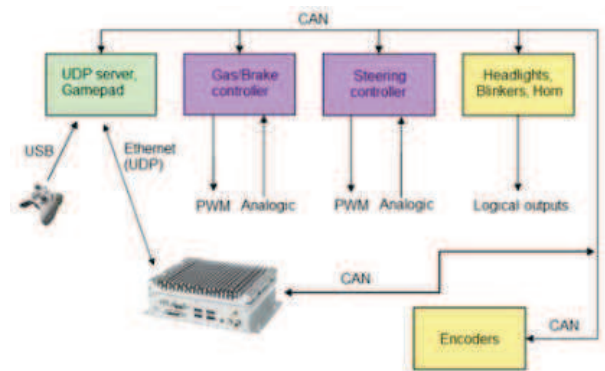 CAN
UDP server,
Gamepad
Gas/Brake
controller
Steering
controller
Headlights,
Blinkers, Horn
USB
Ethernet
(UDP)
PWM
Analogic
PWM
Analogic
Logical outputs
CAN
Encoders
CAN